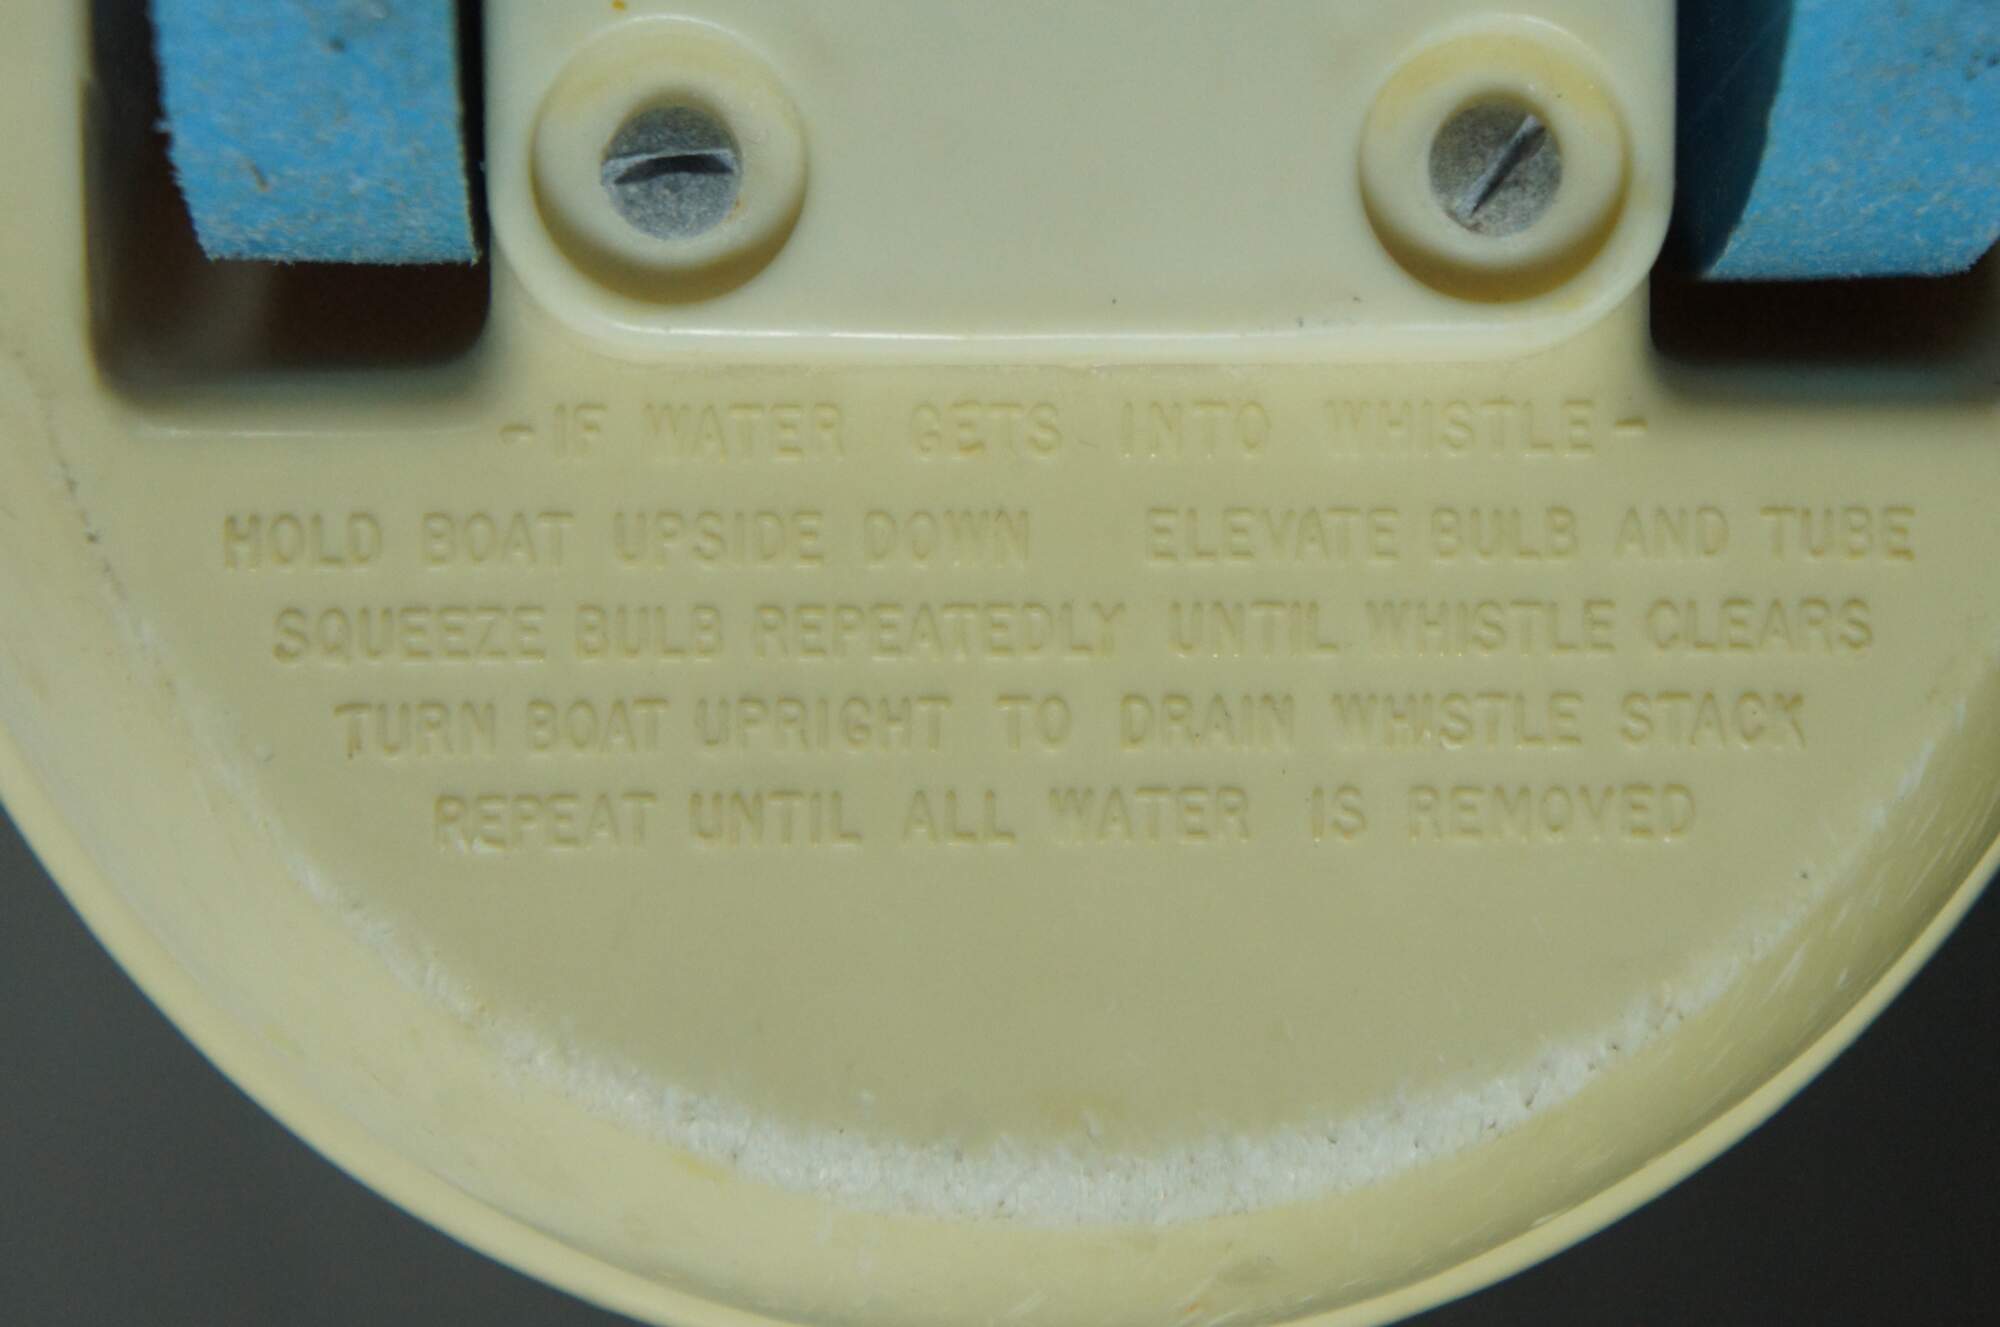 -IF WATER GETS INTO WHISTLE-
HOLD BOAT UPSIDE DOWN ELEVATE BULB AND TUBE
SQUEEZE BULB REPEATEDLY UNTIL WHISTLE CLEARS
TURN BOAT UPRIGHT TO DRAIN WHISTLE STACK
REPEAT UNTIL ALL WATER IS REMOVED